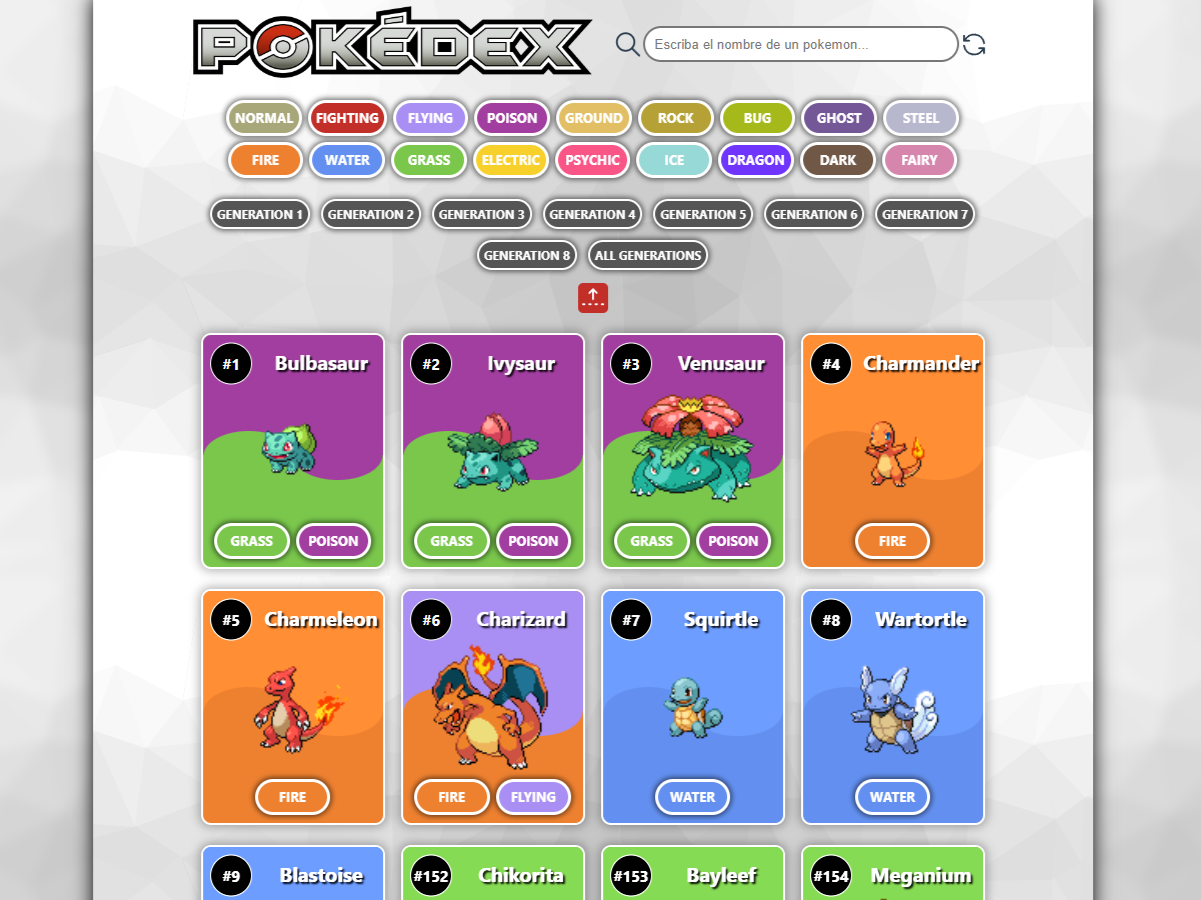 POKÉDEX
Escriba el nombre de un pokemon...
NORMAL FIGHTING FLYING POISON GROUND ROCK BUG GHOST STEEL
FIRE WATER GRASS ELECTRIC PSYCHIC ICE DRAGON DARK FAIRY
GENERATION 1 GENERATION 2 GENERATION 3 GENERATION 4 GENERATION 5 GENERATION 6 GENERATION 7
GENERATION 8 ALL GENERATIONS
#1 Bulbasaur
GRASS POISON
#2 Ivysaur
GRASS POISON
#3 Venusaur
GRASS POISON
#4 Charmander
FIRE
#5 Charmeleon
FIRE
#6 Charizard
FIRE FLYING
#7 Squirtle
WATER
#8 Wartortle
WATER
#9 Blastoise
#152 Chikorita
#153 Bayleef
#154 Meganium